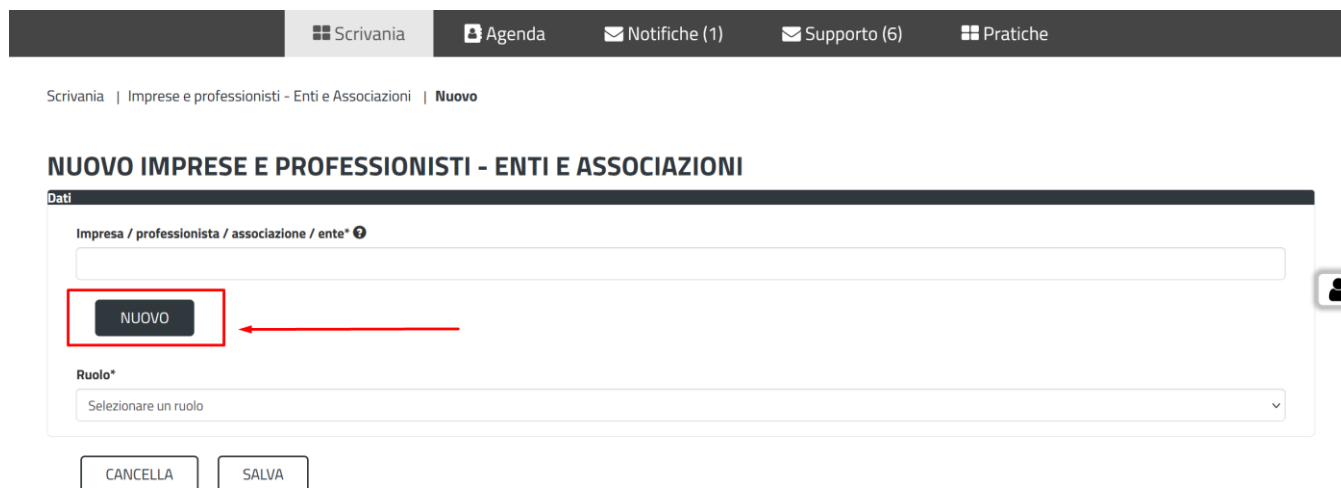 Scrivania Agenda Notifiche (1) Supporto (6) Pratiche
Scrivania | Imprese e professionisti - Enti e Associazioni | Nuovo
NUOVO IMPRESE E PROFESSIONISTI - ENTI E ASSOCIAZIONI
Dati
Impresa / professionista / associazione / ente*
NUOVO
Ruolo*
Selezionare un ruolo
CANCELLA SALVA